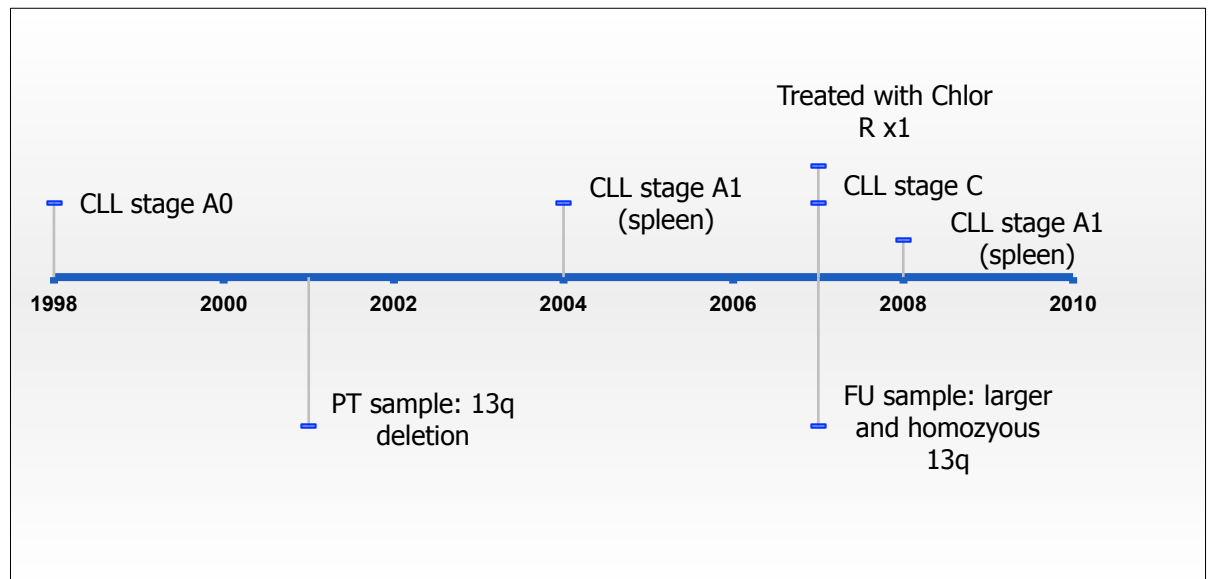 Treated with Chlor
R x1
CLL stage A0
CLL stage A1
(spleen)
CLL stage C
CLL stage A1
(spleen)
1998
2000
2002
2004
2006
2008
2010
PT sample: 13q
deletion
FU sample: larger
and homozyous
13q